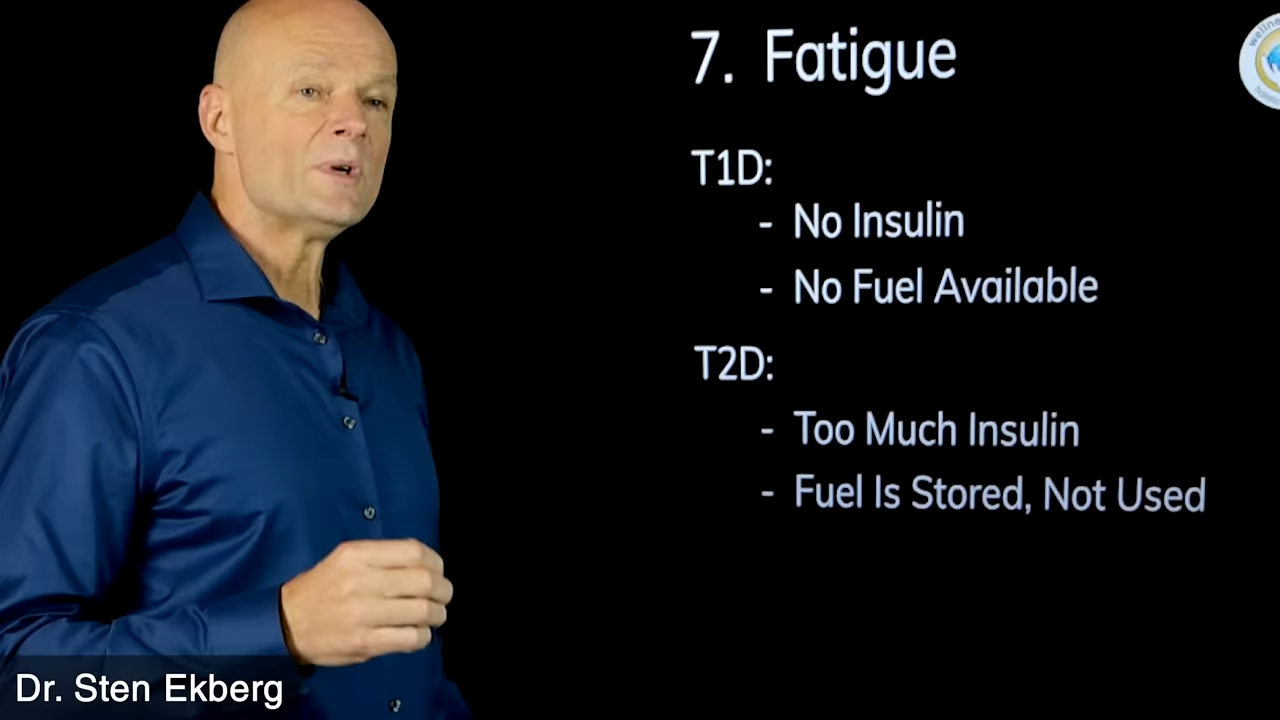 7. Fatigue
T1D:
- No Insulin
- No Fuel Available
T2D:
- Too Much Insulin
- Fuel Is Stored, Not Used
Dr. Sten Ekberg